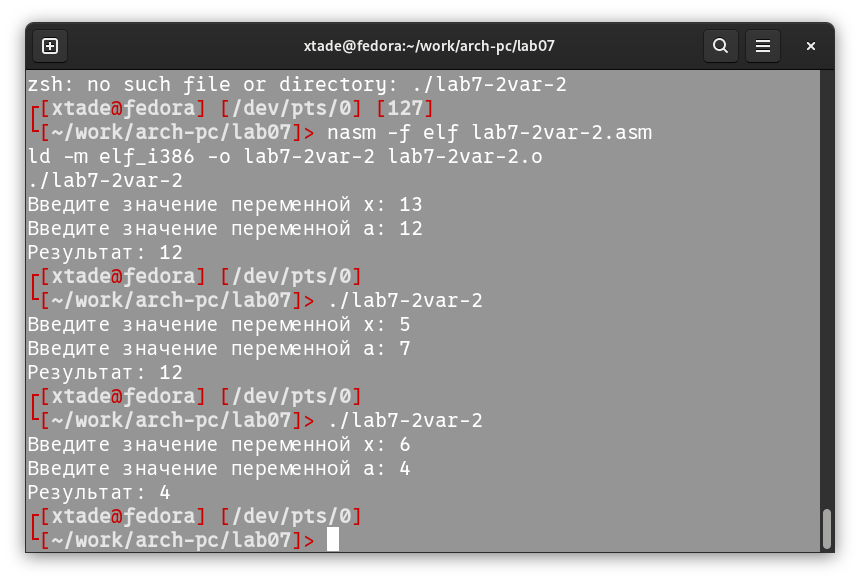 xtade@fedora:~/work/arch-pc/lab07
zsh: no such file or directory: ./lab7-2var-2
[xtade@fedora] [/dev/pts/0] [127]
[~/work/arch-pc/lab07]> nasm -f elf lab7-2var-2.asm
ld -m elf_i386 -o lab7-2var-2 lab7-2var-2.o
./lab7-2var-2
Введите значение переменной x: 13
Введите значение переменной a: 12
Результат: 12
[xtade@fedora] [/dev/pts/0]
[~/work/arch-pc/lab07]> ./lab7-2var-2
Введите значение переменной x: 5
Введите значение переменной a: 7
Результат: 12
[xtade@fedora] [/dev/pts/0]
[~/work/arch-pc/lab07]> ./lab7-2var-2
Введите значение переменной x: 6
Введите значение переменной a: 4
Результат: 4
[xtade@fedora] [/dev/pts/0]
[~/work/arch-pc/lab07]>